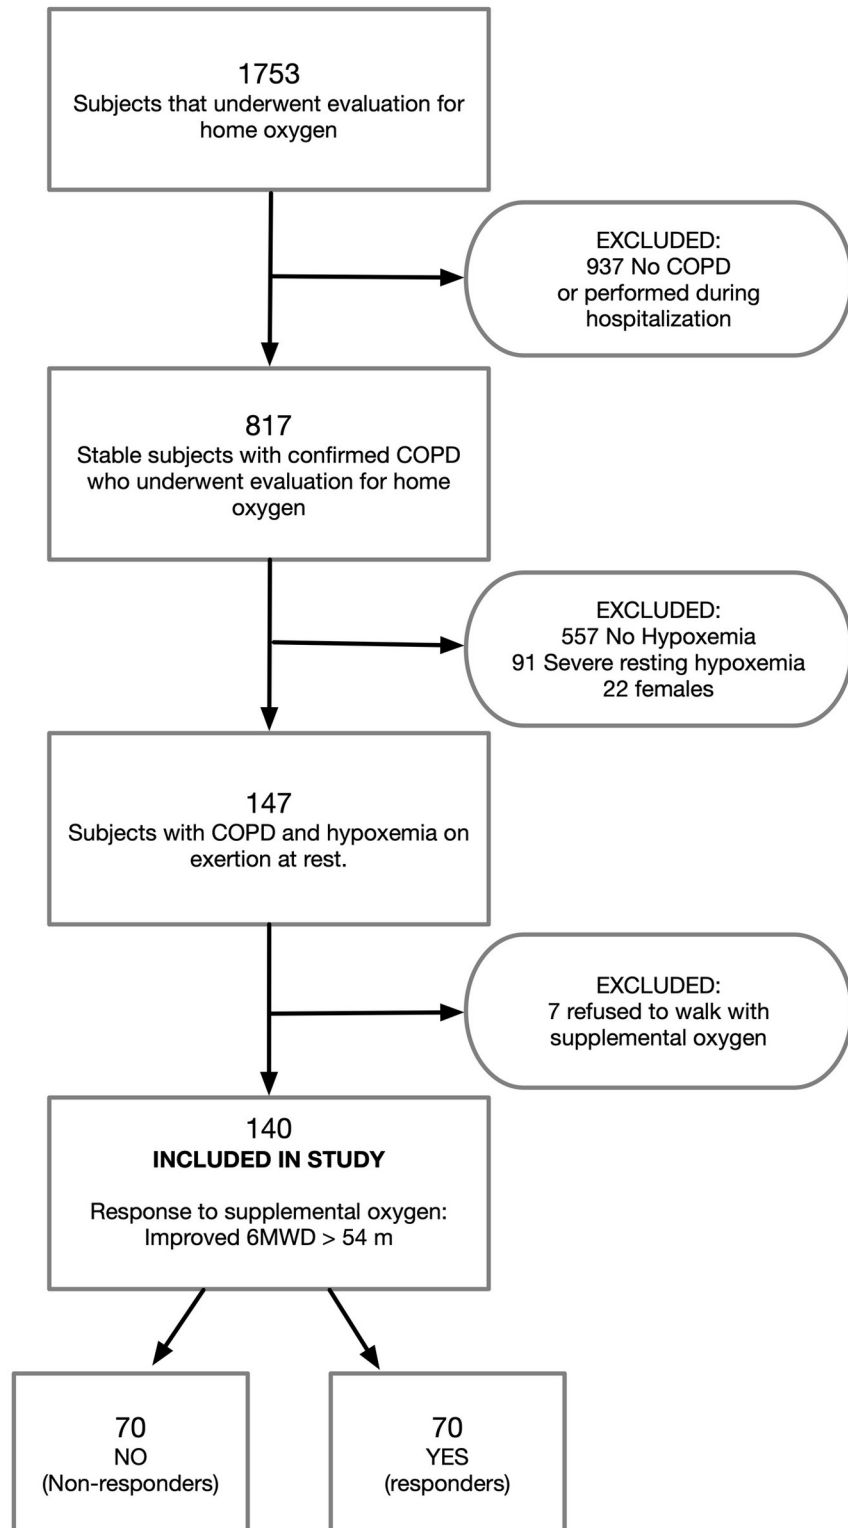 1753
Subjects that underwent evaluation for
home oxygen
EXCLUDED:
937 No COPD
or performed during
hospitalization
817
Stable subjects with confirmed COPD
who underwent evaluation for home
oxygen
EXCLUDED:
557 No Hypoxemia
91 Severe resting hypoxemia
22 females
147
Subjects with COPD and hypoxemia on
exertion at rest.
EXCLUDED:
7 refused to walk with
supplemental oxygen
140
INCLUDED IN STUDY
Response to supplemental oxygen:
Improved 6MWD > 54 m
70
NO
(Non-responders)
70
YES
(responders)